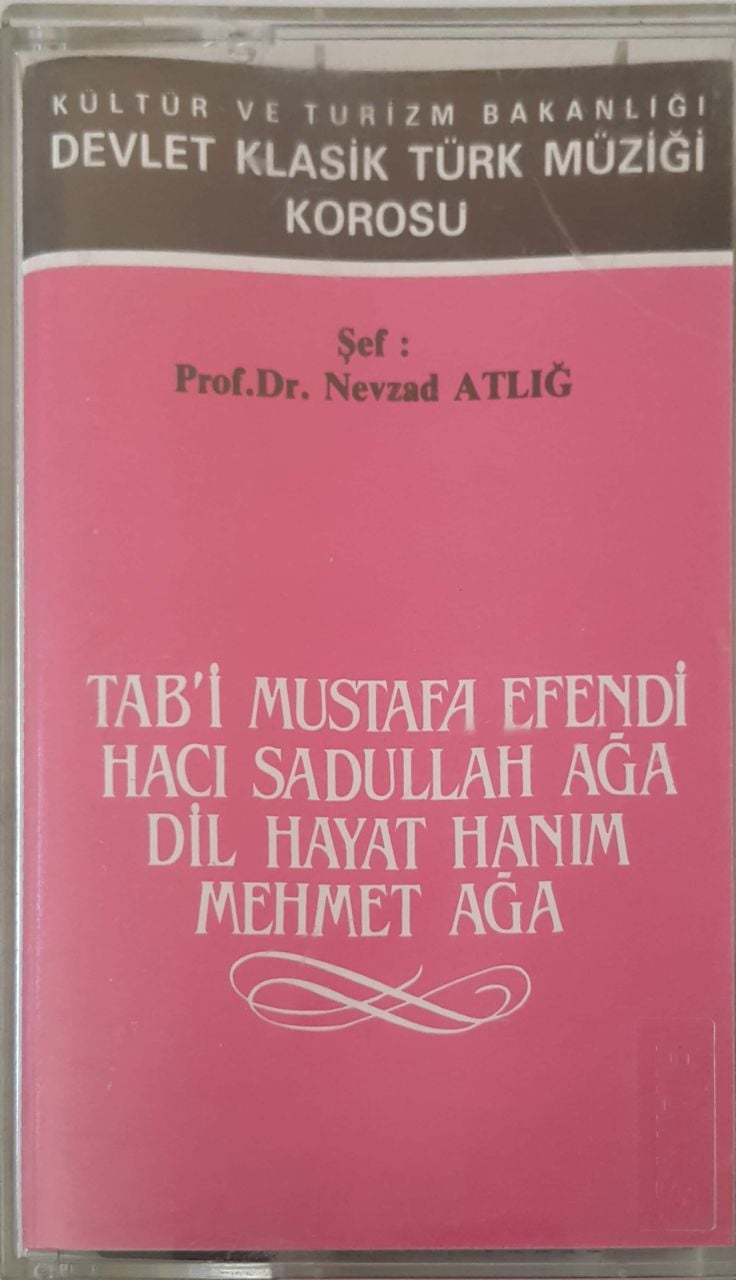 KÜLTÜR VE TURİZM BAKANLIĞI
DEVLET KLASİK TÜRK MÜZİĞİ
KOROSU
Şef :
Prof.Dr. Nevzad ATLIĞ
TAB'İ MUSTAFA EFENDİ
HACI SADULLAH AĞA
DİL HAYAT HANIM
MEHMET AĞA